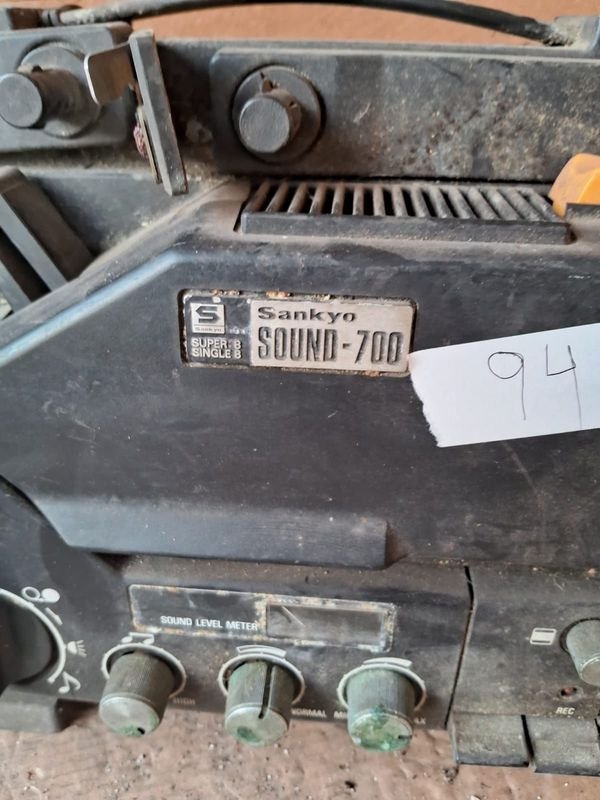 S
Sankyo
SUPER: 8
SINGLE 8
Sankyo
SOUND-700
94
SOUND LEVEL METER
HIGH
NORMAL
REC